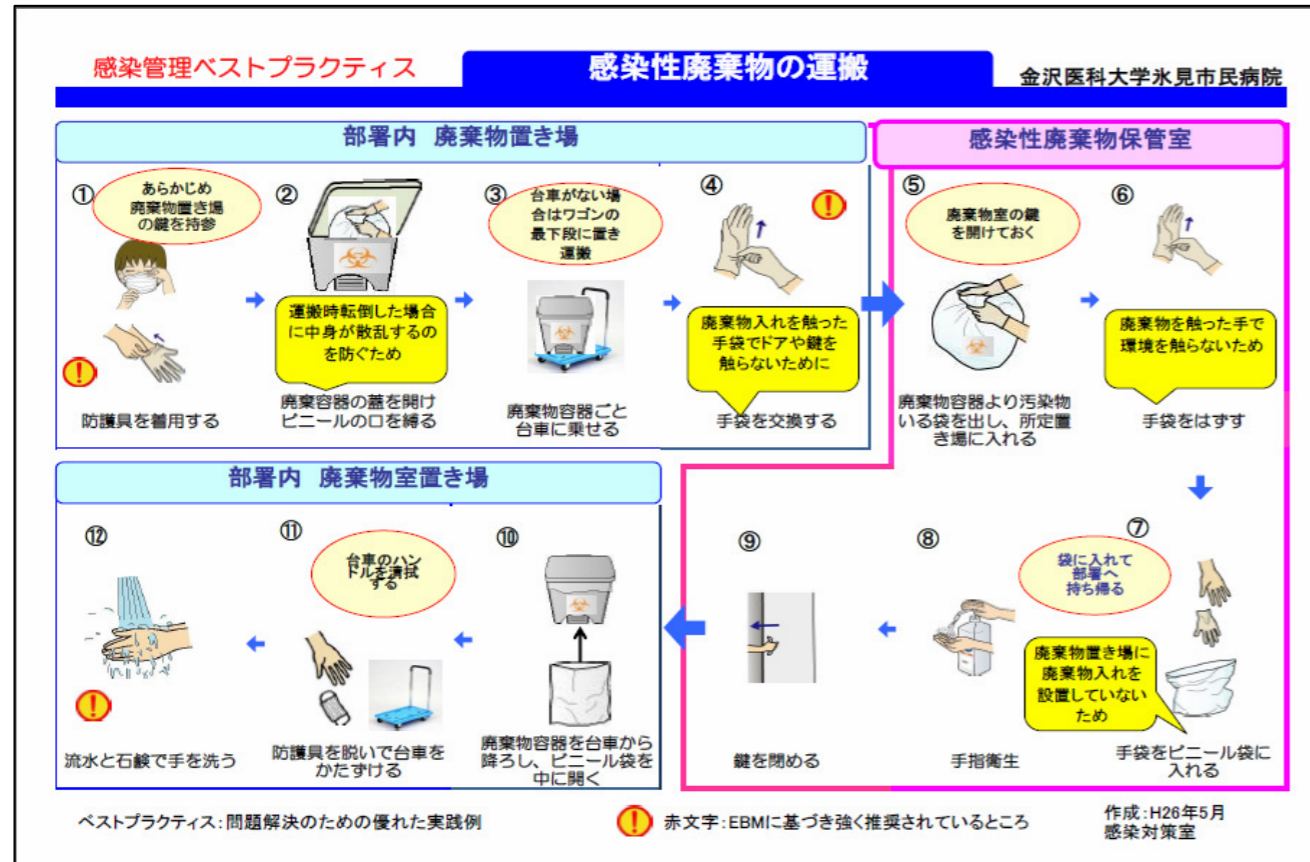 感染管理ベストプラクティス
感染性廃棄物の運搬
金沢医科大学氷見市民病院
部署内 廃棄物置き場
感染性廃棄物保管室
①
あらかじめ
廃棄物置き場
の鍵を持参
防護具を着用する
②
運搬時転倒した場合
に中身が散乱するの
を防ぐため
廃棄容器の蓋を開け
ビニールの口を縛る
③
台車がない場
合はワゴンの
最下段に置き
運搬
廃棄物容器ごと
台車に乗せる
④
廃棄物入れを触った
手袋でドアや鍵を
触らないために
手袋を交換する
⑤
廃棄物室の鍵
を開けておく
廃棄物容器より汚染物
いる袋を出し、所定置
き場に入れる
⑥
廃棄物を触った手で
環境を触らないため
手袋をはずす
⑦
袋に入れて
部署へ
持ち帰る
廃棄物置き場に
廃棄物入れを
設置していない
ため
手袋をビニール袋に
入れる
⑧
手指衛生
⑨
鍵を閉める
部署内 廃棄物室置き場
⑩
廃棄物容器を台車から
降ろし、ビニール袋を
中に開く
⑪
台車のハン
ドルを清拭
する
防護具を脱いで台車を
かたずける
⑫
流水と石鹸で手を洗う
ベストプラクティス:問題解決のための優れた実践例
赤文字:EBMに基づき強く推奨されているところ
作成:H26年5月
感染対策室